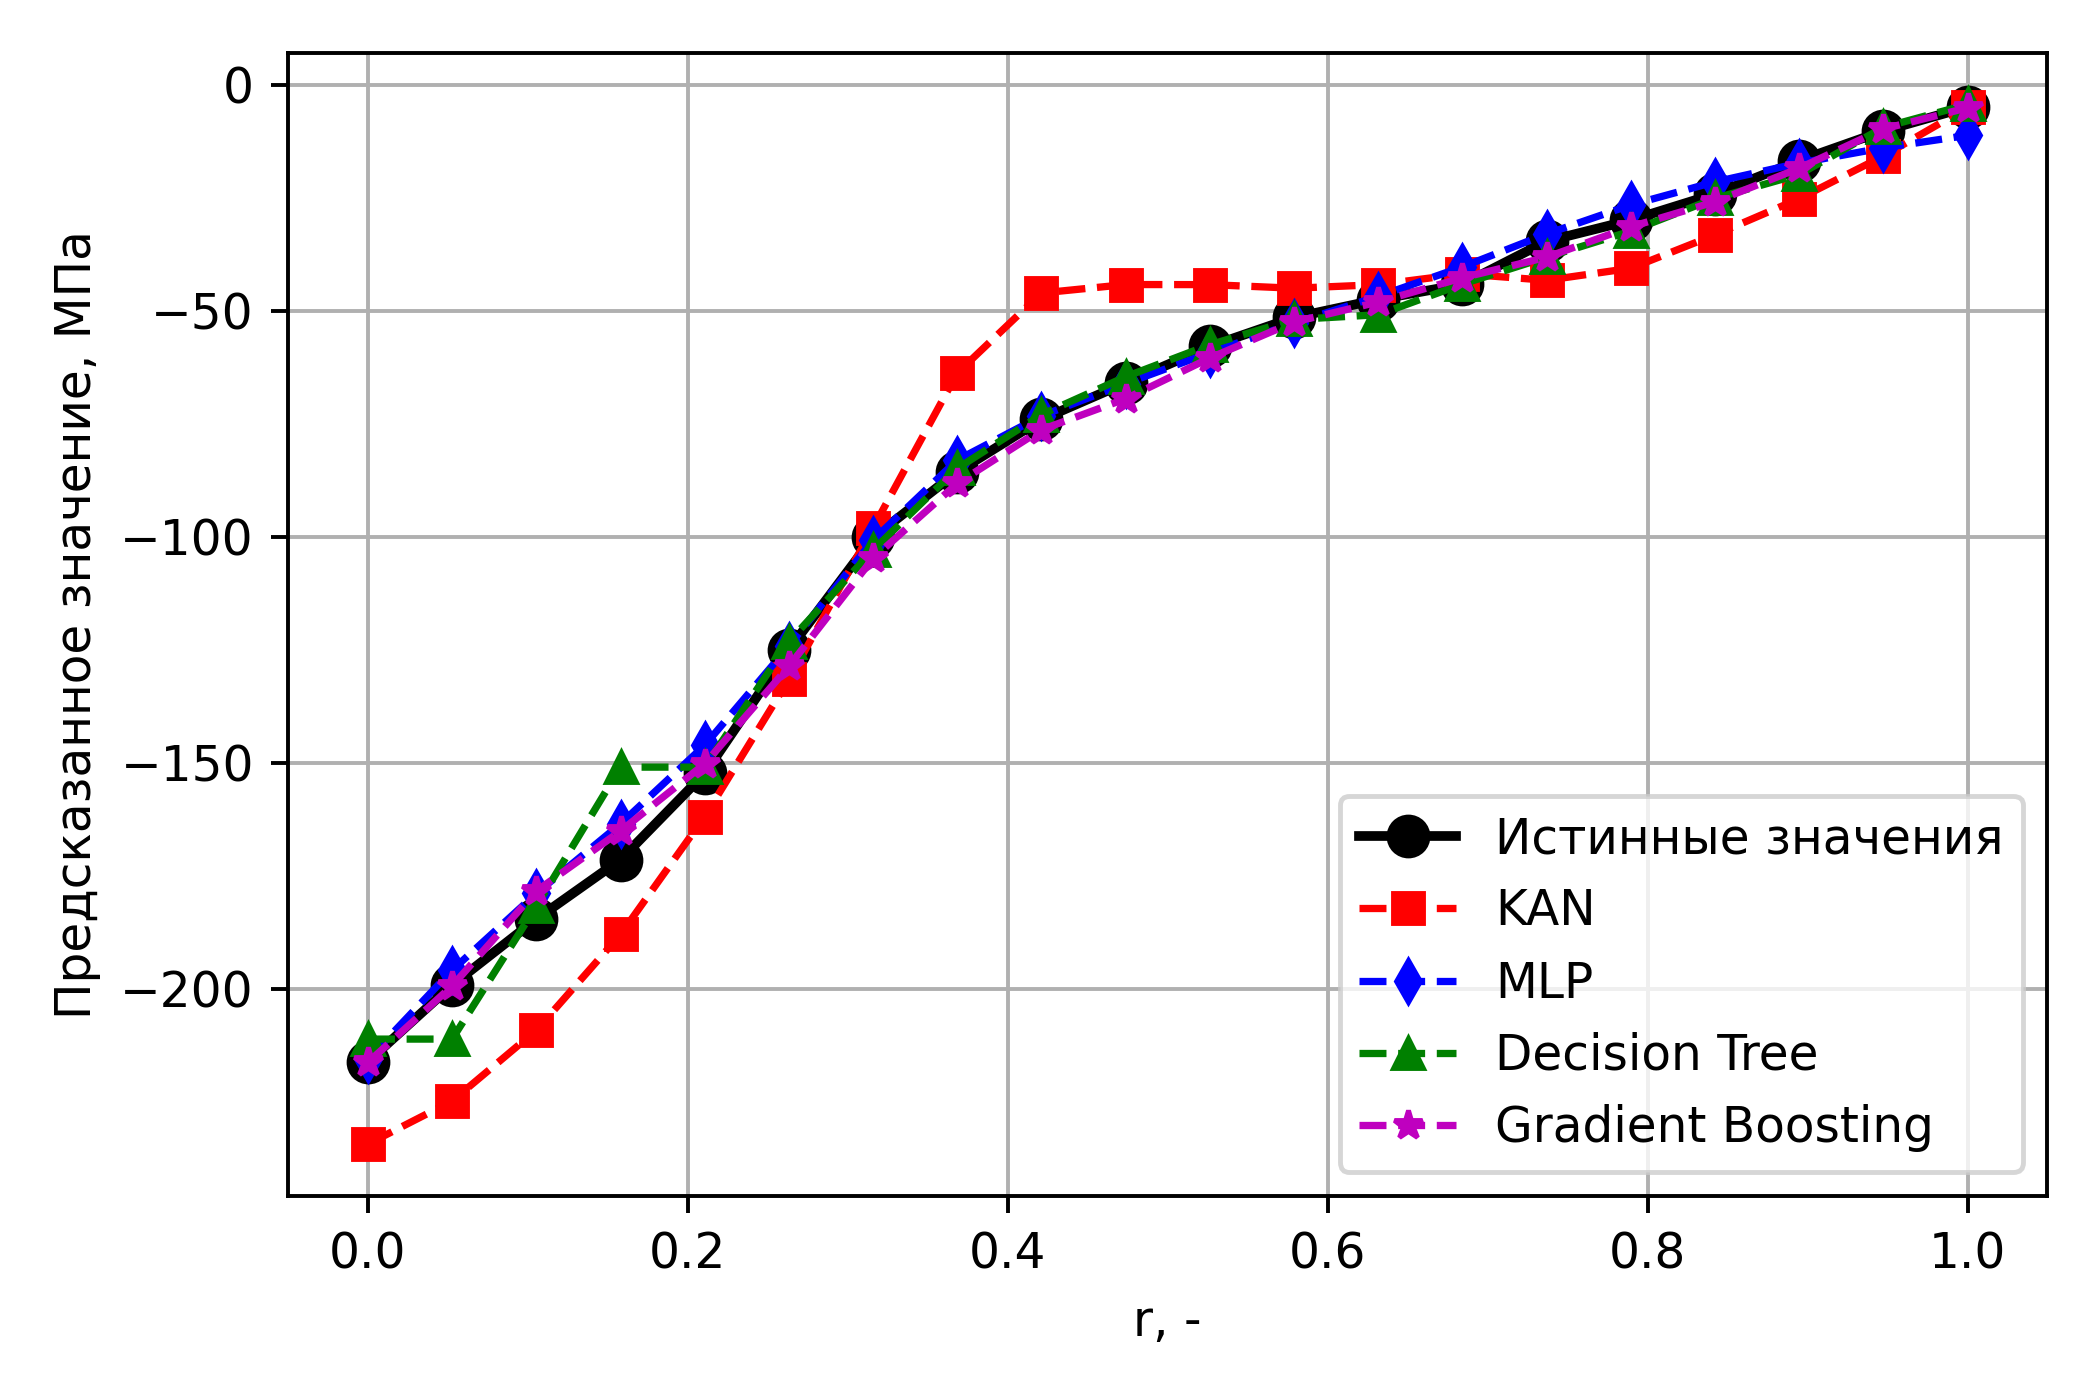 Предсказанное значение, МПа
0
−50
−100
−150
−200
0.0 0.2 0.4 0.6 0.8 1.0
r, -
Истинные значения
KAN
MLP
Decision Tree
Gradient Boosting